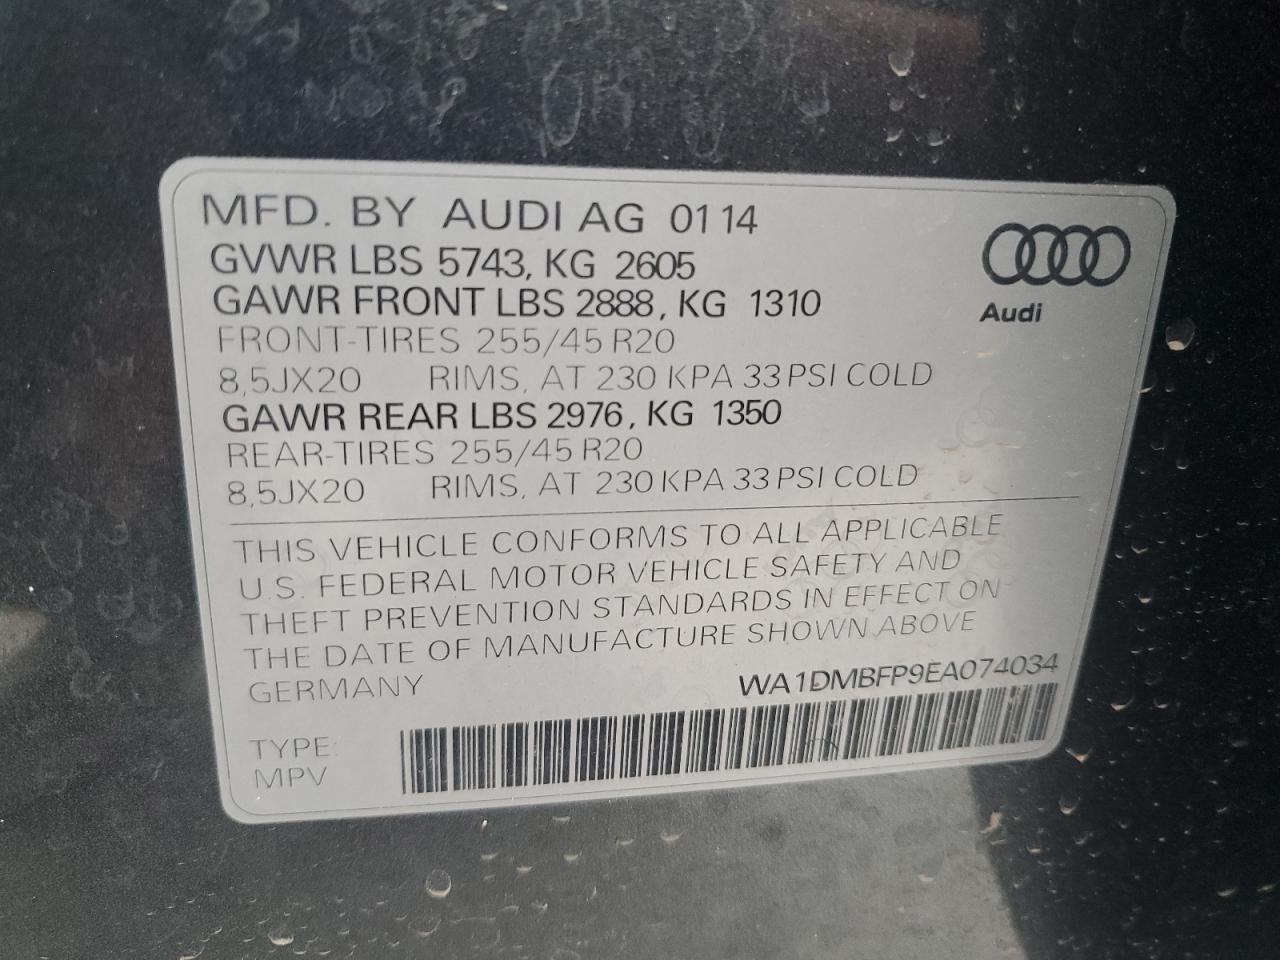 MFD. BY AUDI AG 01 14
GVWR LBS 5743, KG 2605
GAWR FRONT LBS 2888, KG 1310
FRONT-TIRES 255/45 R20
8,5JX20 RIMS, AT 230 KPA 33 PSI COLD
GAWR REAR LBS 2976, KG 1350
REAR-TIRES 255/45 R20
8,5JX20 RIMS, AT 230 KPA 33 PSI COLD
Audi
THIS VEHICLE CONFORMS TO ALL APPLICABLE
U.S. FEDERAL MOTOR VEHICLE SAFETY AND
THEFT PREVENTION STANDARDS IN EFFECT ON
THE DATE OF MANUFACTURE SHOWN ABOVE
GERMANY WA1DMBFP9EA074034
TYPE:
MPV